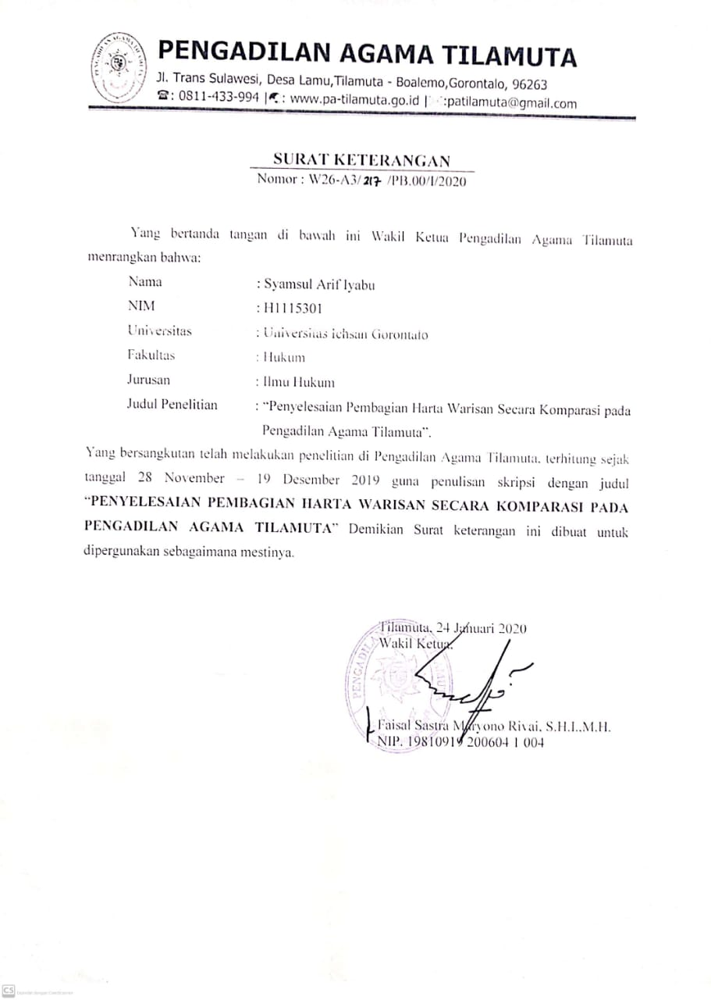 PENGADILAN AGAMA TILAMUTA
Jl. Trans Sulawesi, Desa Lamu,Tilamuta - Boalemo,Gorontalo, 96263
☎: 0811-433-994 | : www.pa-tilamuta.go.id | :patilamuta@gmail.com
SURAT KETERANGAN
Nomor : W26-A3/217 /PB.00/I/2020
Yang bertanda tangan di bawah ini Wakil Ketua Pengadilan Agama Tilamuta
menrangkan bahwa:
Nama : Syamsul Arif Iyabu
NIM : H1115301
Universitas : Universitas ichsan Gorontalo
Fakultas : Hukum
Jurusan : Ilmu Hukum
Judul Penelitian : “Penyelesaian Pembagian Harta Warisan Secara Komparasi pada
Pengadilan Agama Tilamuta”.
Yang bersangkutan telah melakukan penelitian di Pengadilan Agama Tilamuta, terhitung sejak
tanggal 28 November – 19 Desember 2019 guna penulisan skripsi dengan judul
“PENYELESAIAN PEMBAGIAN HARTA WARISAN SECARA KOMPARASI PADA
PENGADILAN AGAMA TILAMUTA” Demikian Surat keterangan ini dibuat untuk
dipergunakan sebagaimana mestinya.
Tilamuta, 24 Januari 2020
Wakil Ketua,
Faisal Sastra Maryono Rivai, S.H.I.,M.H.
NIP. 19810919 200604 1 004
CS